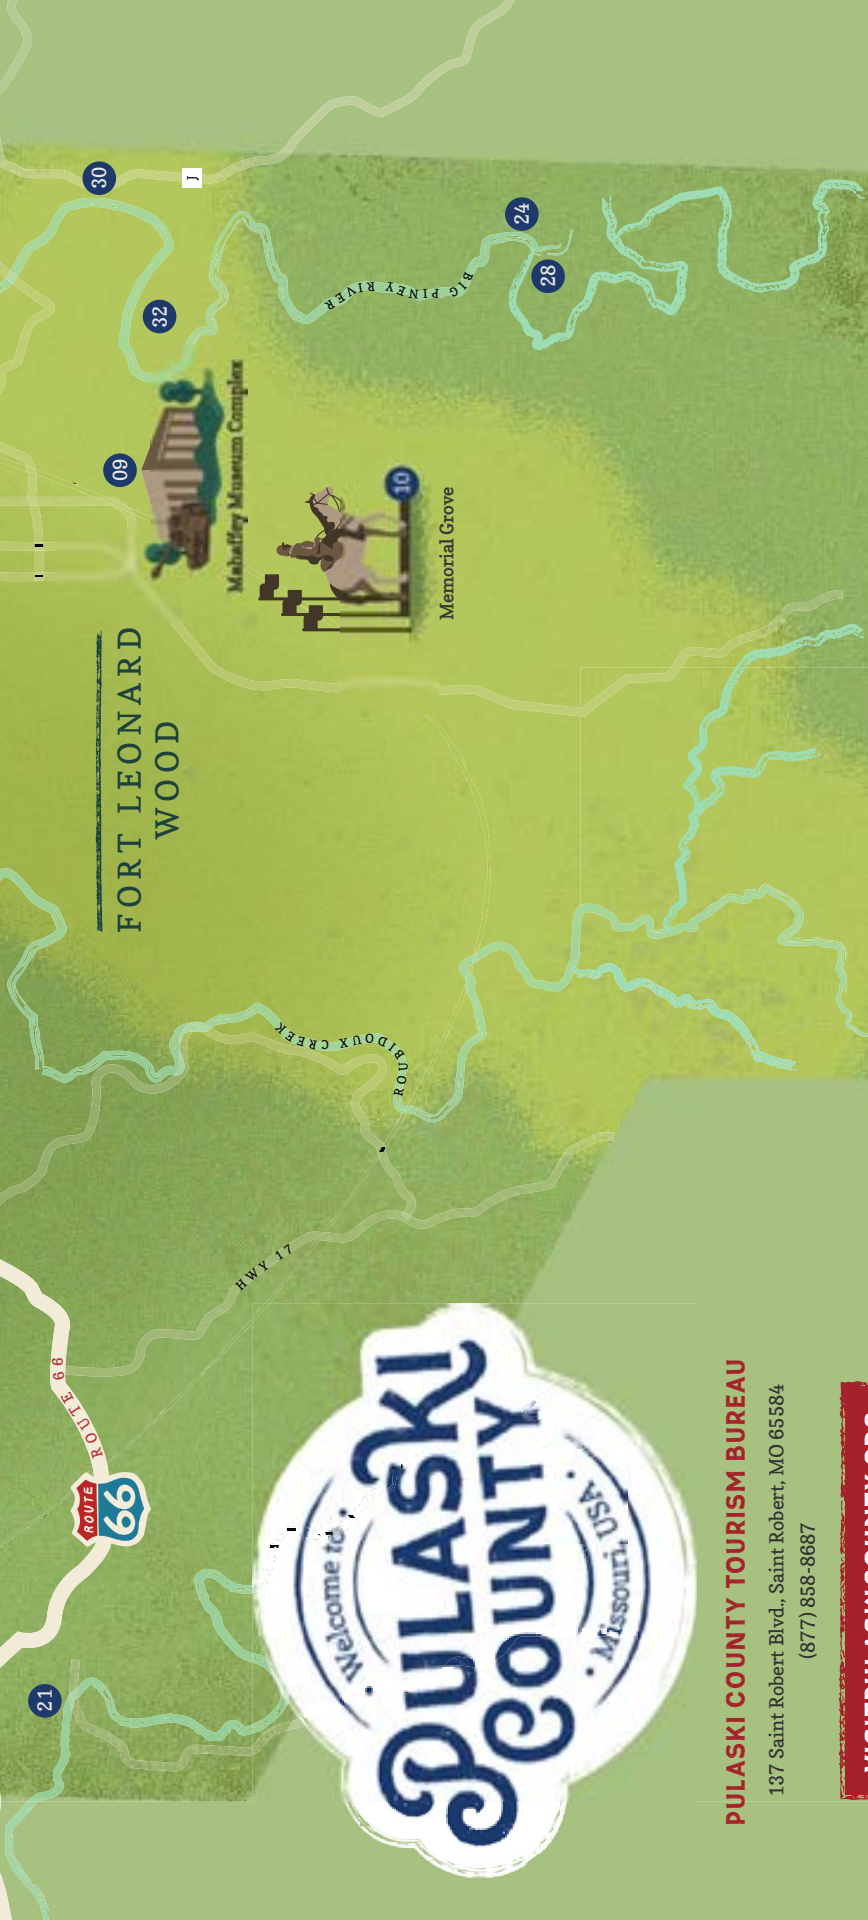 30
J
24
28
32
BIG PINEY RIVER
09
Mahaffey Museum Complex
10
Memorial Grove
FORT LEONARD
WOOD
ROUBIDOUX CREEK
HWY 17
ROUTE 66
ROUTE
66
21
Welcome to
PULASKI
COUNTY
Missouri, USA
PULASKI COUNTY TOURISM BUREAU
137 Saint Robert Blvd., Saint Robert, MO 65584
(877) 858-8687